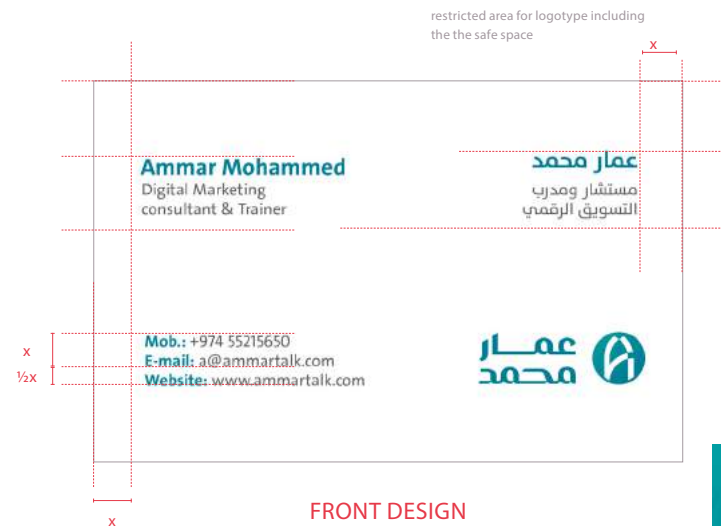 restricted area for logotype including
the the safe space
x
Ammar Mohammed
Digital Marketing
consultant & Trainer
عمار محمد
مستشار ومدرب
التسويق الرقمي
Mob.: +974 55215650
E-mail: a@ammartalk.com
Website: www.ammartalk.com
عمار
محمد
x
½x
x
FRONT DESIGN